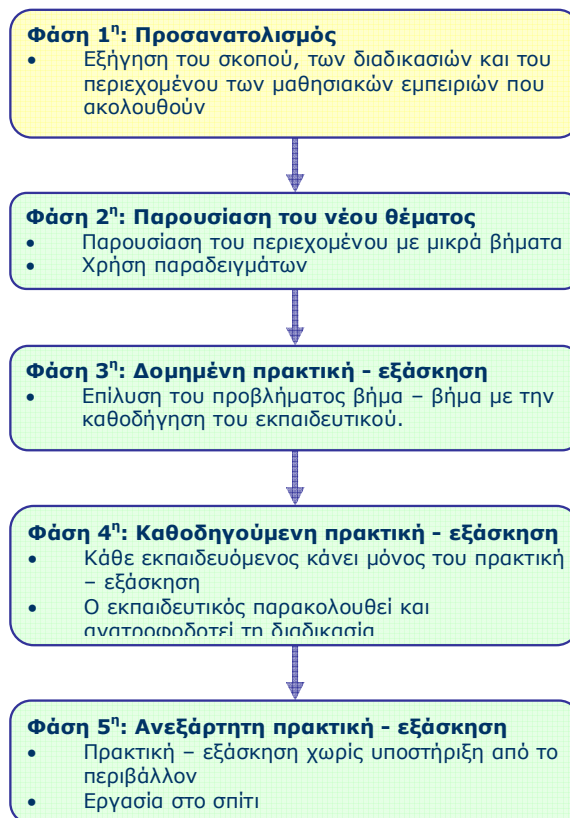 Φάση 1η: Προσανατολισμός
• Εξήγηση του σκοπού, των διαδικασιών και του
περιεχομένου των μαθησιακών εμπειριών που
ακολουθούν
Φάση 2η: Παρουσίαση του νέου θέματος
• Παρουσίαση του περιεχομένου με μικρά βήματα
• Χρήση παραδειγμάτων
Φάση 3η: Δομημένη πρακτική - εξάσκηση
• Επίλυση του προβλήματος βήμα – βήμα με την
καθοδήγηση του εκπαιδευτικού.
Φάση 4η: Καθοδηγούμενη πρακτική - εξάσκηση
• Κάθε εκπαιδευόμενος κάνει μόνος του πρακτική
– εξάσκηση
• Ο εκπαιδευτικός παρακολουθεί και
ανατροφοδοτεί τη διαδικασία
Φάση 5η: Ανεξάρτητη πρακτική - εξάσκηση
• Πρακτική – εξάσκηση χωρίς υποστήριξη από το
περιβάλλον
• Εργασία στο σπίτι